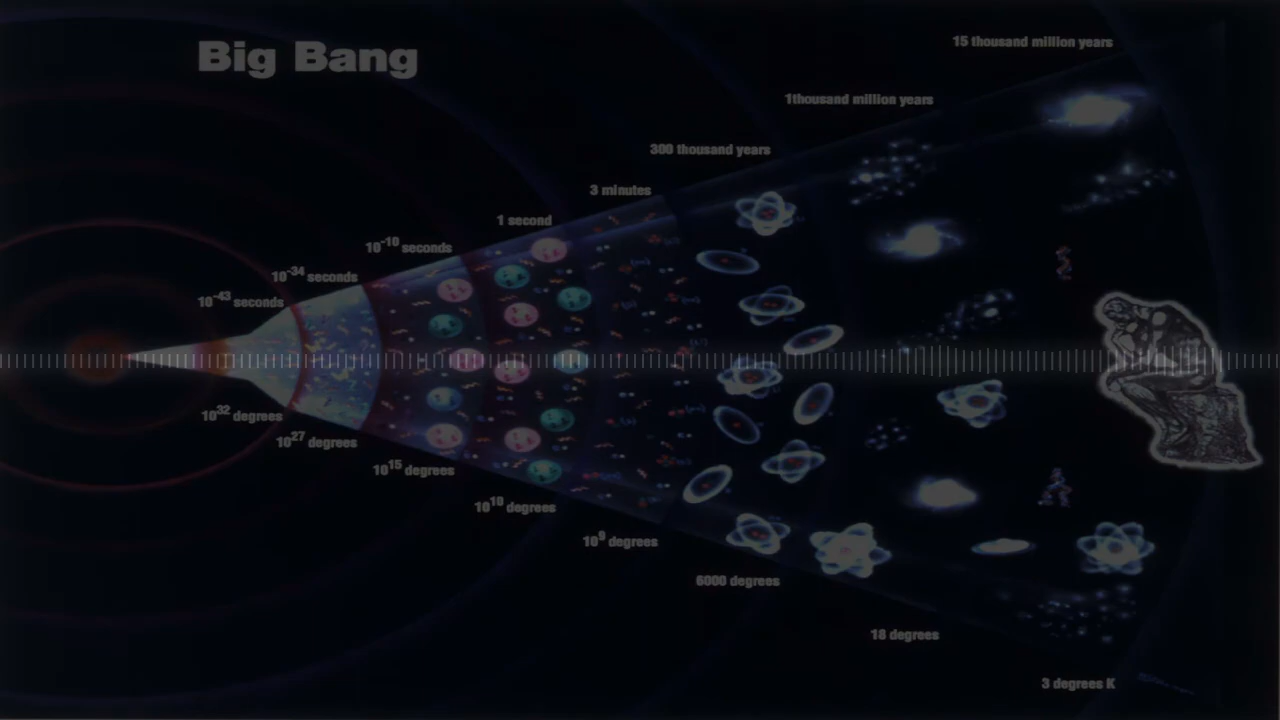 Big Bang
15 thousand million years
1thousand million years
300 thousand years
3 minutes
1 second
10⁻¹⁰ seconds
10⁻³⁴ seconds
10⁻⁴³ seconds
10³² degrees
10²⁷ degrees
10¹⁵ degrees
10¹⁰ degrees
10⁹ degrees
6000 degrees
18 degrees
3 degrees K